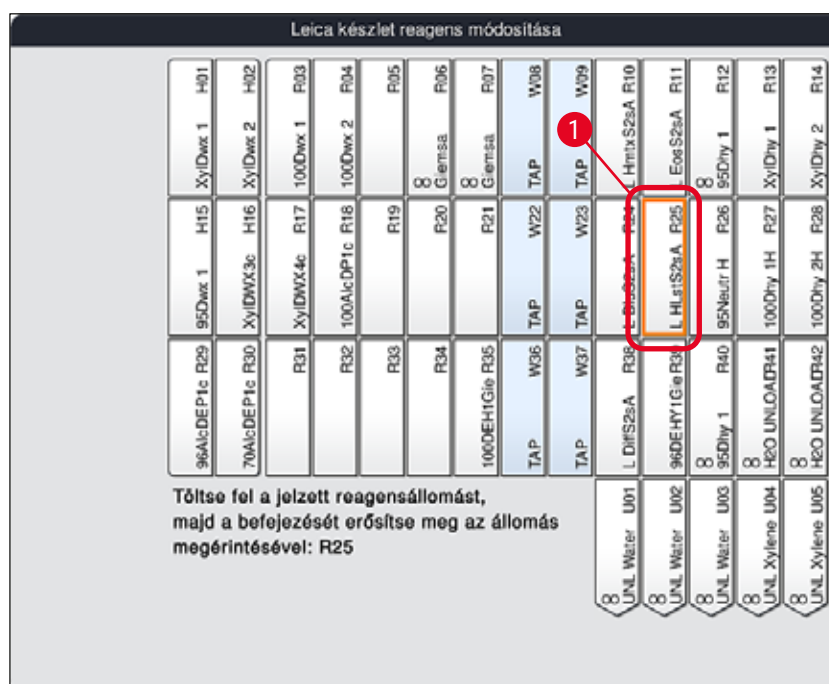 Leica készlet reagens módosítása
XylDwx 1 H01
XylDwx 2 H02
100Dwx 1 R03
100Dwx 2 R04
R05
∞ Giemsa R06
∞ Giemsa R07
TAP W08
TAP W09
L HmtxS2sA R10
L EosS2sA R11
∞ 95Dhy 1 R12
XylDhy 1 R13
XylDhy 2 R14
1
95Dwx 1 H15
XylDWX3c H16
XylDWX4c R17
100AlcDP1c R18
R19
R20
R21
TAP W22
TAP W23
L R24
L HLstS2sA R25
95Neutr H R26
100Dhy 1H R27
100Dhy 2H R28
96AlcDEP1c R29
70AlcDEP1c R30
R31
R32
R33
R34
100DEH1Gie R35
TAP W36
TAP W37
L DiffS2sA R38
96DEHY1Gie R39
∞ 95Dhy 1 R40
∞ H2O UNLOAD R41
∞ H2O UNLOAD R42
Töltse fel a jelzett reagensállomást,
majd a befejezését erősítse meg az állomás
megérintésével: R25
∞ UNL Water U01
∞ UNL Water U02
∞ UNL Water U03
∞ UNL Xylene U04
∞ UNL Xylene U05